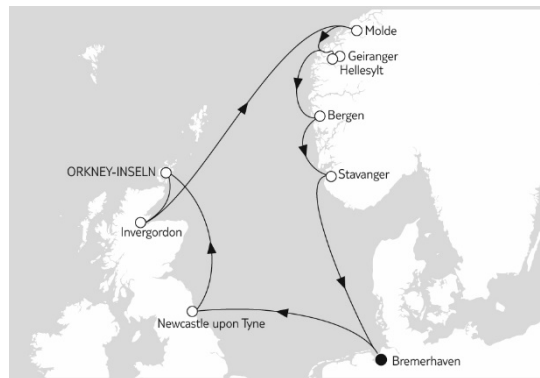 Molde
Geiranger
Hellesylt
Bergen
ORKNEY-INSELN
Stavanger
Invergordon
Newcastle upon Tyne
Bremerhaven